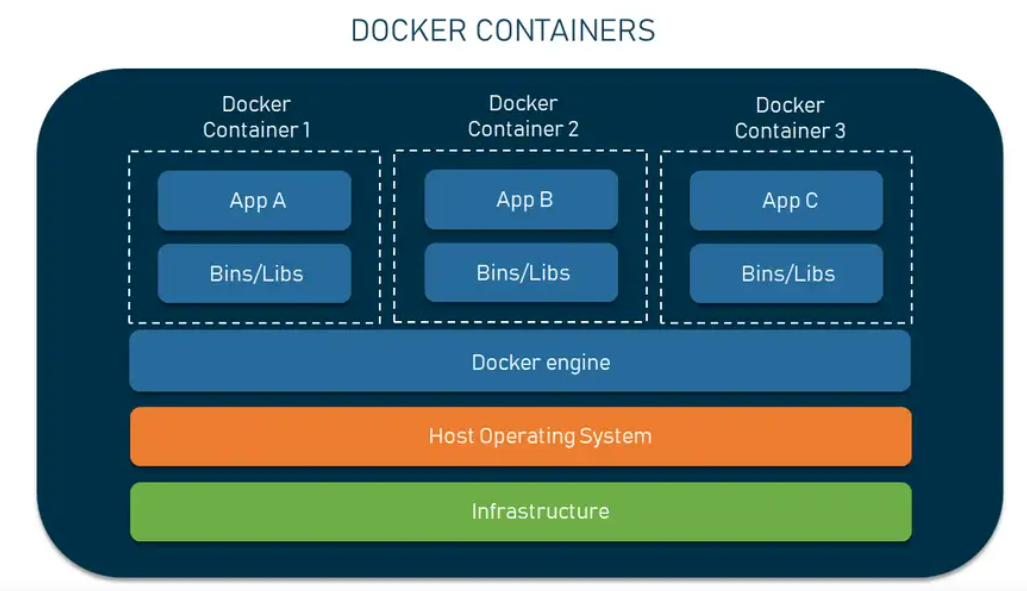 DOCKER CONTAINERS
Docker
Container 1
Docker
Container 2
Docker
Container 3
App A
App B
App C
Bins/Libs
Bins/Libs
Bins/Libs
Docker engine
Host Operating System
Infrastructure